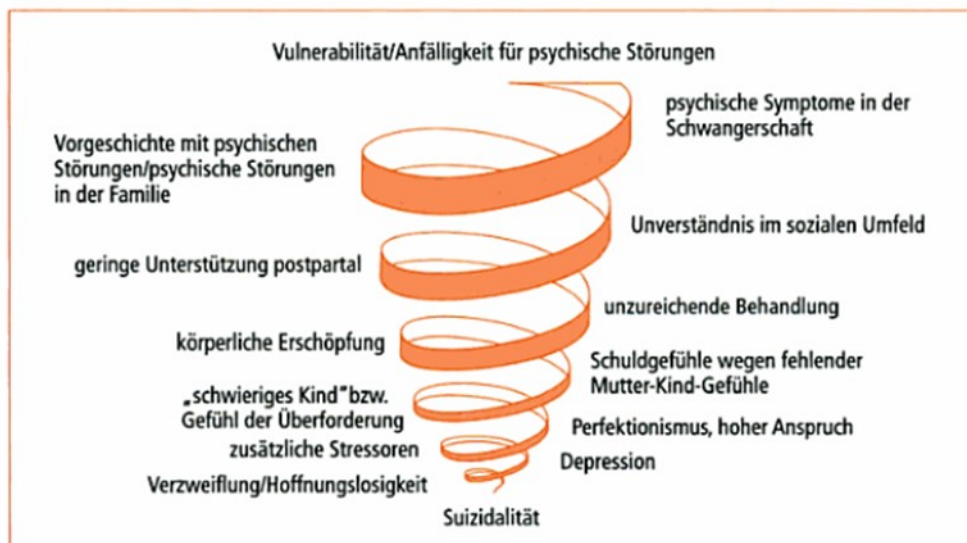 Vulnerabilität/Anfälligkeit für psychische Störungen
psychische Symptome in der
Schwangerschaft
Vorgeschichte mit psychischen
Störungen/psychische Störungen
in der Familie
Unverständnis im sozialen Umfeld
geringe Unterstützung postpartal
unzureichende Behandlung
körperliche Erschöpfung
Schuldgefühle wegen fehlender
Mutter-Kind-Gefühle
„schwieriges Kind" bzw.
Gefühl der Überforderung
Perfektionismus, hoher Anspruch
zusätzliche Stressoren
Depression
Verzweiflung/Hoffnungslosigkeit
Suizidalität